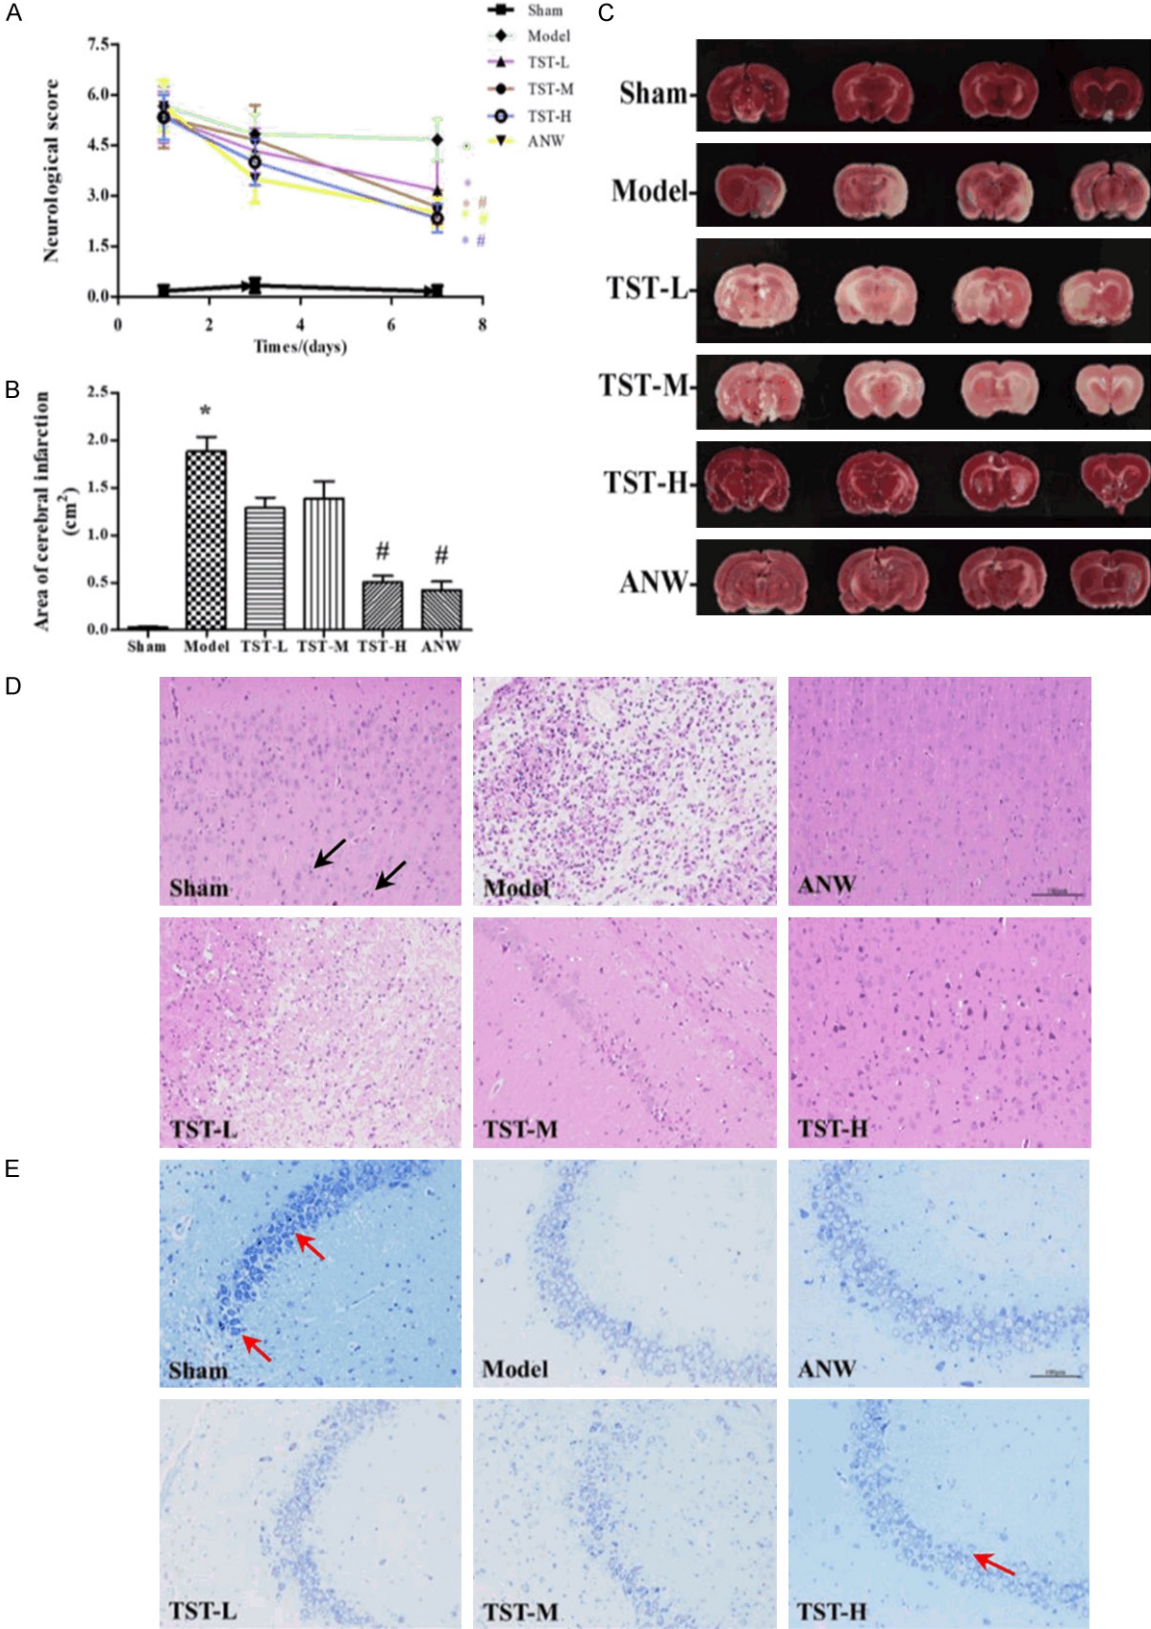 A
Neurological score
7.5
6.0
4.5
3.0
1.5
0.0
0 2 4 6 8
Times/(days)
Sham
Model
TST-L
TST-M
TST-H
ANW
*
*
* #
* #
* #
B
Area of cerebral infarction
(cm²)
2.5
2.0
1.5
1.0
0.5
0.0
*
#
#
Sham Model TST-L TST-M TST-H ANW
C
Sham
Model
TST-L
TST-M
TST-H
ANW
D
Sham
Model
ANW
TST-L
TST-M
TST-H
E
Sham
Model
ANW
TST-L
TST-M
TST-H